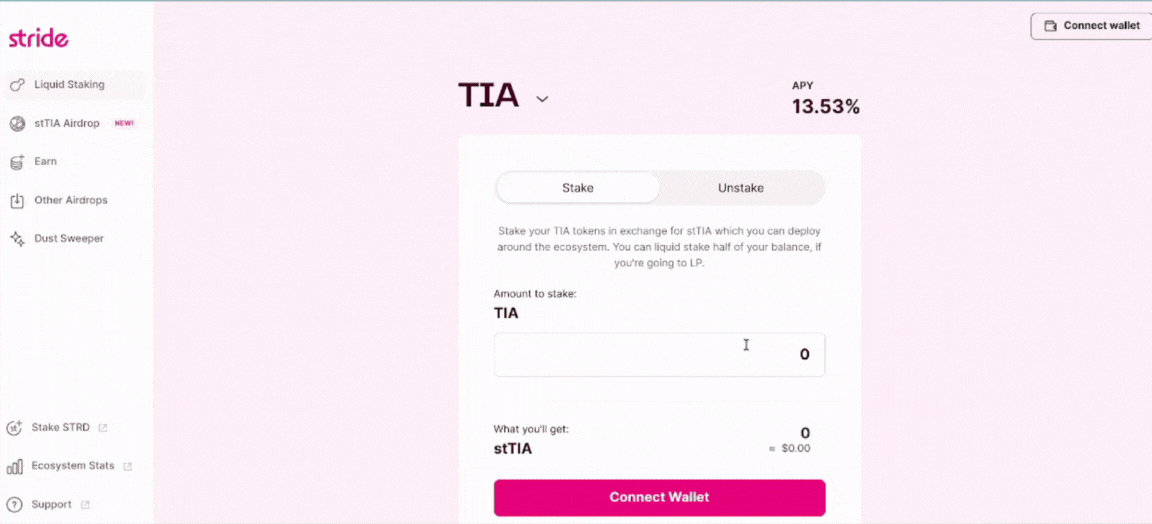 stride
Connect wallet
Liquid Staking
stTIA Airdrop NEW!
Earn
Other Airdrops
Dust Sweeper
Stake STRD
Ecosystem Stats
Support
TIA
APY
13.53%
Stake Unstake
Stake your TIA tokens in exchange for stTIA which you can deploy
around the ecosystem. You can liquid stake half of your balance, if
you're going to LP.
Amount to stake:
TIA
0
What you'll get:
stTIA
0
≈ $0.00
Connect Wallet